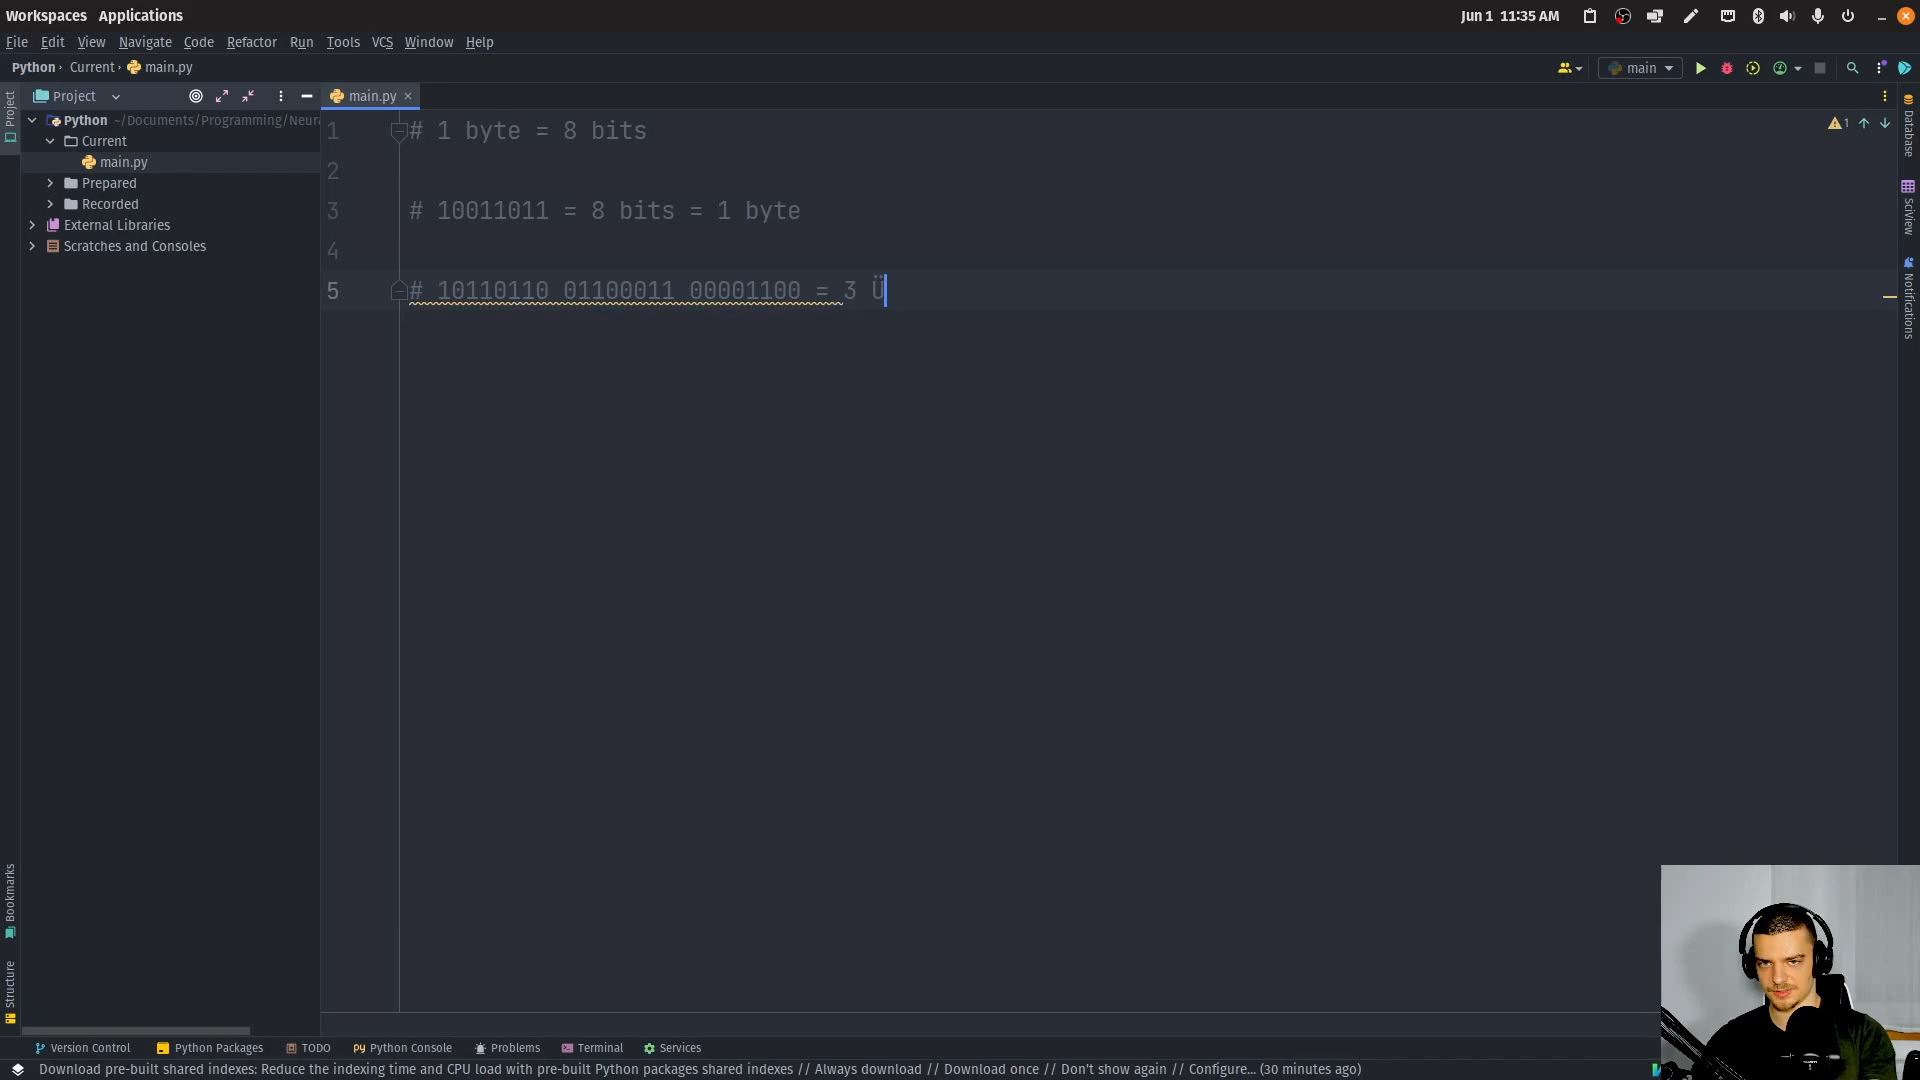 Workspaces Applications
Jun 1 11:35 AM
File Edit View Navigate Code Refactor Run Tools VCS Window Help
Python › Current › main.py
main
Project
main.py ×
1 # 1 byte = 8 bits
2
3 # 10011011 = 8 bits = 1 byte
4
5 # 10110110 01100011 00001100 = 3 Ü
1
Python ~/Documents/Programming/Neura
Current
main.py
Prepared
Recorded
External Libraries
Scratches and Consoles
Project
Bookmarks
Structure
Database
SciView
Notifications
Version Control Python Packages TODO Python Console Problems Terminal Services
Download pre-built shared indexes: Reduce the indexing time and CPU load with pre-built Python packages shared indexes // Always download // Download once // Don't show again // Configure... (30 minutes ago)